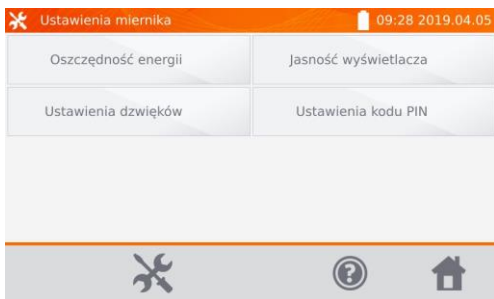 Ustawienia miernika 09:28 2019.04.05
Oszczędność energii Jasność wyświetlacza
Ustawienia dzwięków Ustawienia kodu PIN